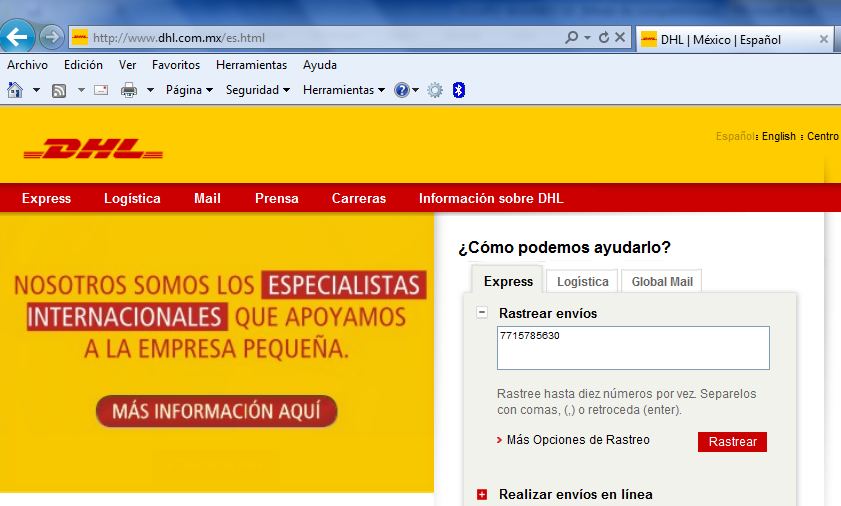 http://www.dhl.com.mx/es.html
DHL | México | Español
Archivo Edición Ver Favoritos Herramientas Ayuda
Página Seguridad Herramientas
Español English Centro
DHL
Express Logística Mail Prensa Carreras Información sobre DHL
NOSOTROS SOMOS LOS ESPECIALISTAS
INTERNACIONALES QUE APOYAMOS
A LA EMPRESA PEQUEÑA.
MÁS INFORMACIÓN AQUÍ
¿Cómo podemos ayudarlo?
Express Logística Global Mail
Rastrear envíos
7715785630
Rastree hasta diez números por vez. Separelos
con comas, (,) o retroceda (enter).
Más Opciones de Rastreo
Rastrear
Realizar envíos en línea